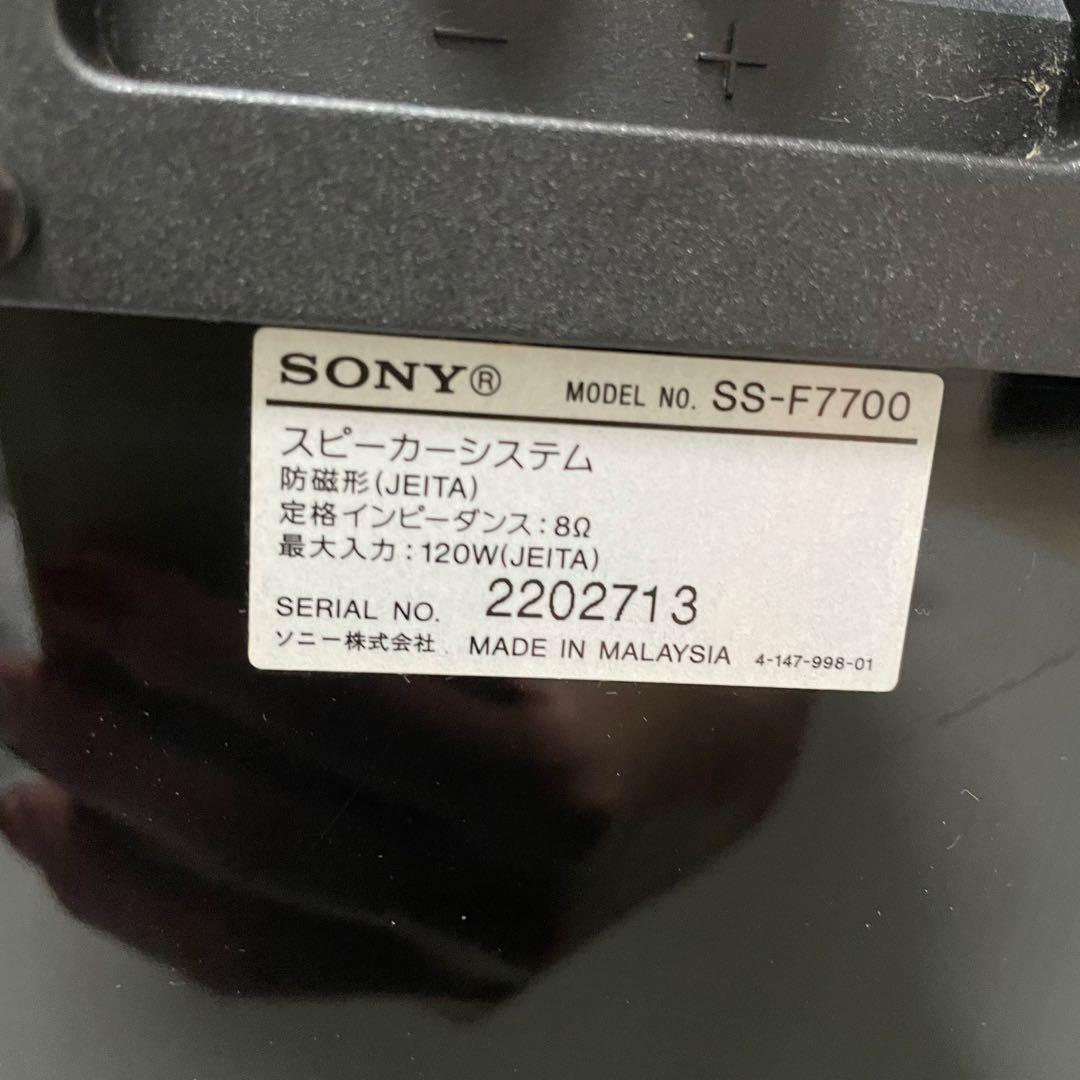 − +
SONY® MODEL NO. SS-F7700
スピーカーシステム
防磁形(JEITA)
定格インピーダンス：8Ω
最大入力：120W(JEITA)
SERIAL NO. 2202713
ソニー株式会社 MADE IN MALAYSIA 4-147-998-01